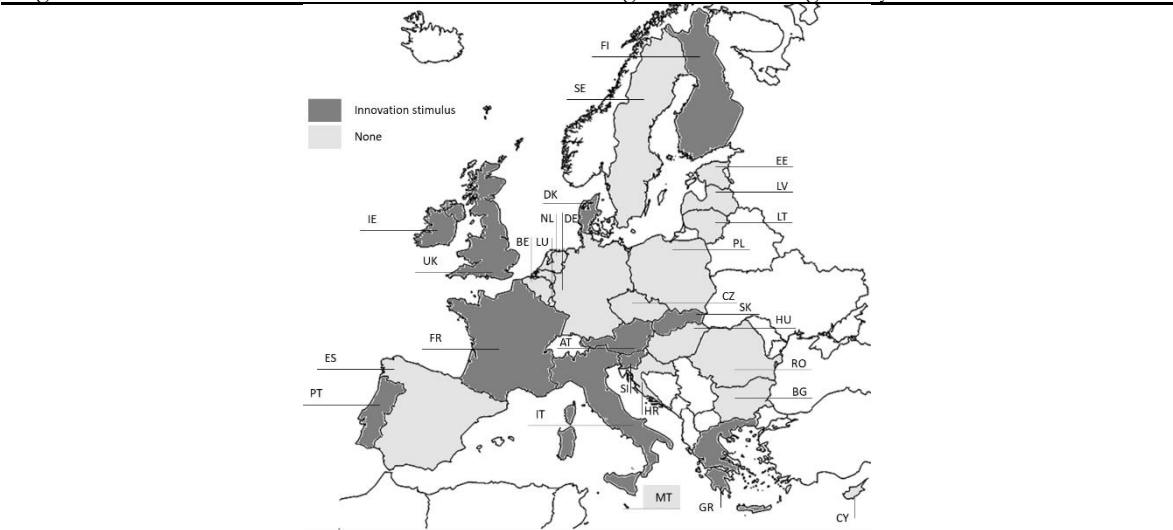 FI
SE
Innovation stimulus
None
EE
LV
DK
LT
NL DE
IE
BE LU
PL
UK
CZ
SK
HU
FR
AT
ES
RO
PT
SI
BG
HR
IT
MT
GR
CY